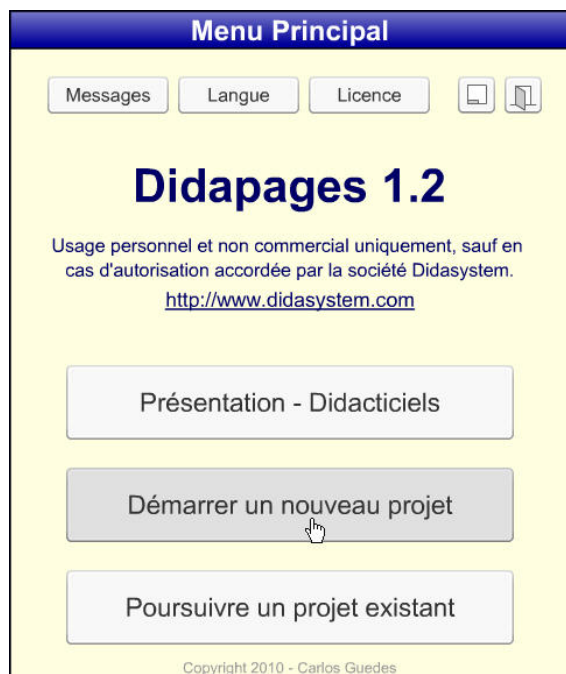 Menu Principal
Messages Langue Licence
Didapages 1.2
Usage personnel et non commercial uniquement, sauf en
cas d'autorisation accordée par la société Didasystem.
http://www.didasystem.com
Présentation - Didacticiels
Démarrer un nouveau projet
Poursuivre un projet existant
Copyright 2010 - Carlos Guedes